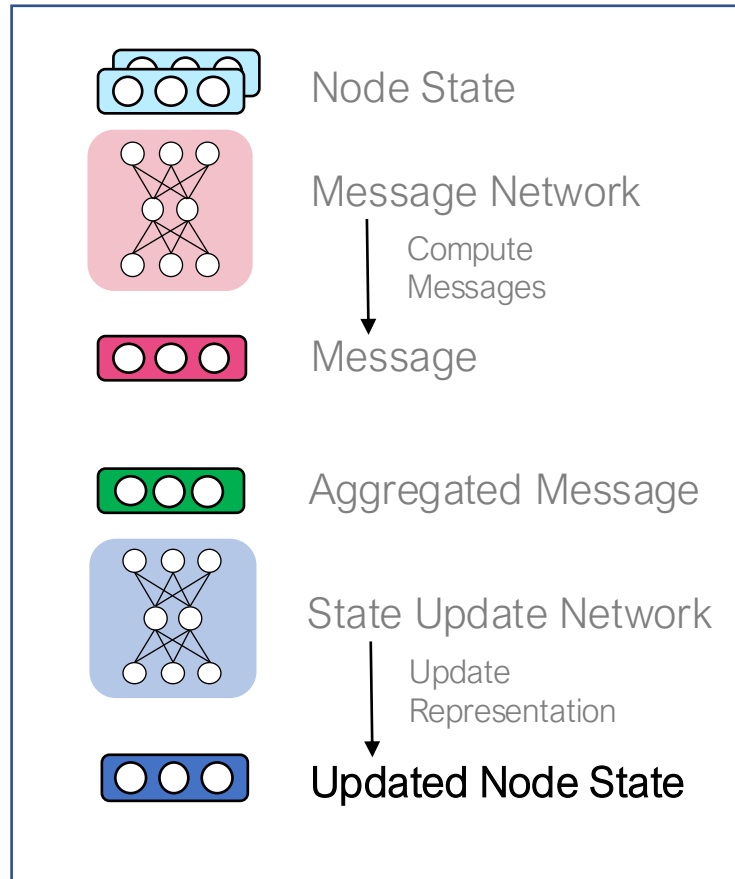 Node State
Message Network
Compute
Messages
Message
Aggregated Message
State Update Network
Update
Representation
Updated Node State